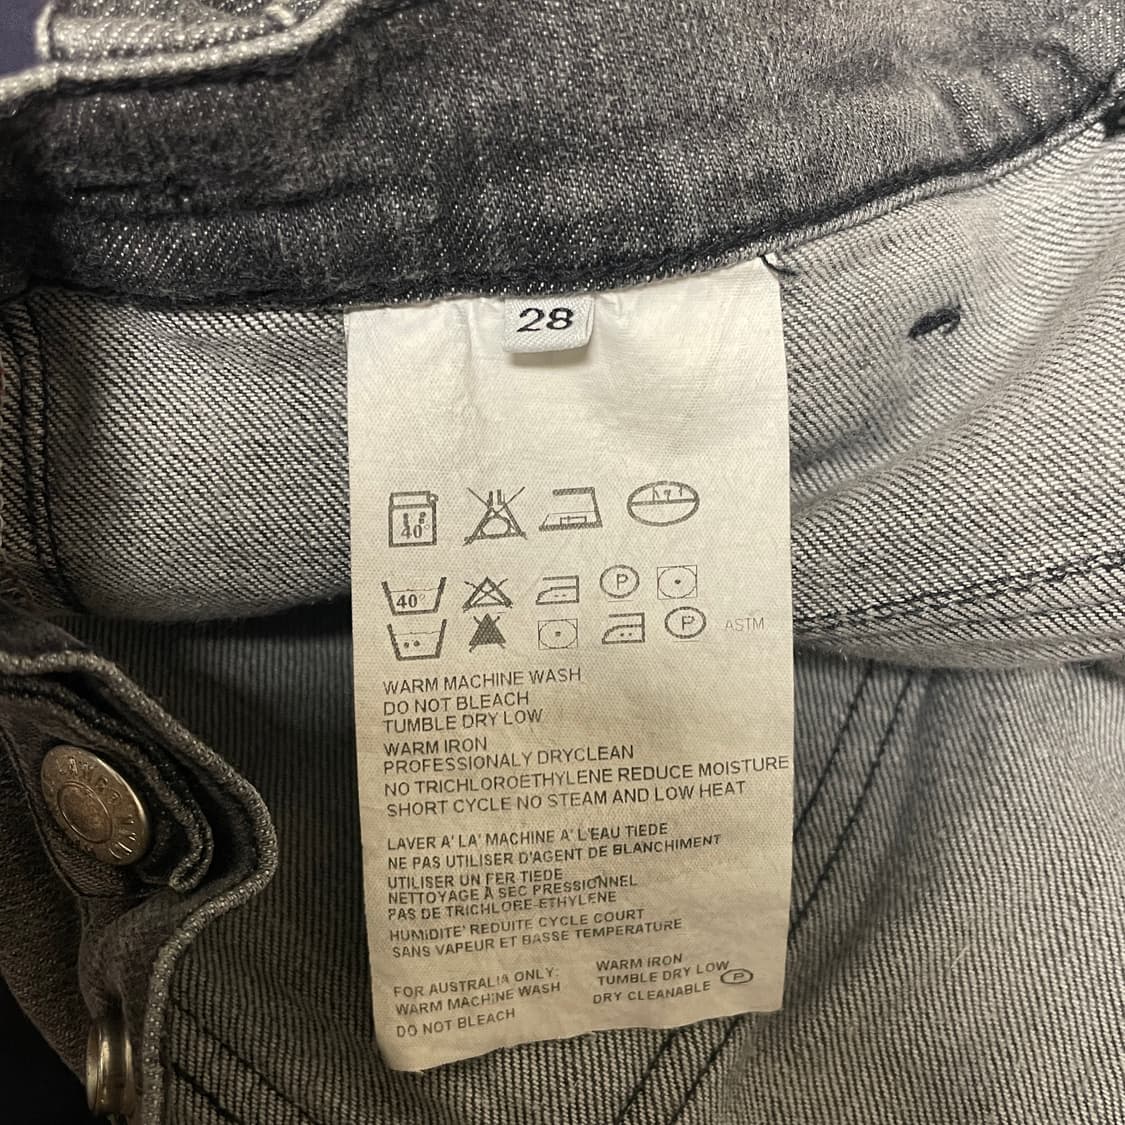 28
40°
40°
P
P
ASTM
WARM MACHINE WASH
DO NOT BLEACH
TUMBLE DRY LOW
WARM IRON
PROFESSIONALY DRYCLEAN
NO TRICHLOROETHYLENE REDUCE MOISTURE
SHORT CYCLE NO STEAM AND LOW HEAT
LAVER A' LA' MACHINE A' L'EAU TIEDE
NE PAS UTILISER D'AGENT DE BLANCHIMENT
UTILISER UN FER TIEDE
NETTOYAGE À SEC PRESSIONNEL
PAS DE TRICHLORE-ETHYLENE
HUMIDITE' REDUITE CYCLE COURT
SANS VAPEUR ET BASSE TEMPERATURE
FOR AUSTRALIA ONLY:
WARM MACHINE WASH
DO NOT BLEACH
WARM IRON
TUMBLE DRY LOW
DRY CLEANABLE P